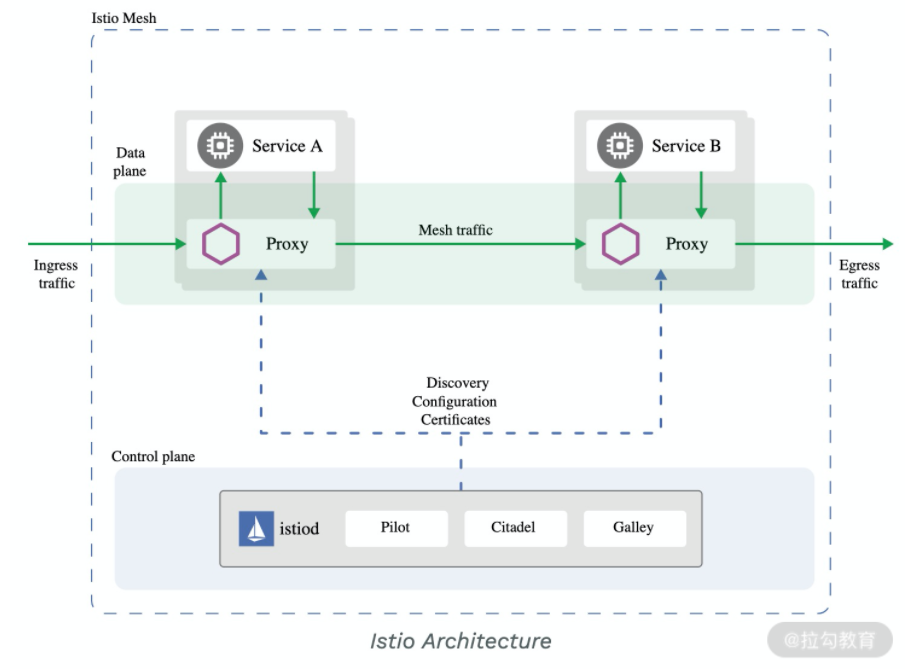 Istio Mesh
Data
plane
Service A
Service B
Proxy
Mesh traffic
Proxy
Ingress
traffic
Egress
traffic
Discovery
Configuration
Certificates
Control plane
istiod
Pilot
Citadel
Galley
Istio Architecture
@拉勾教育